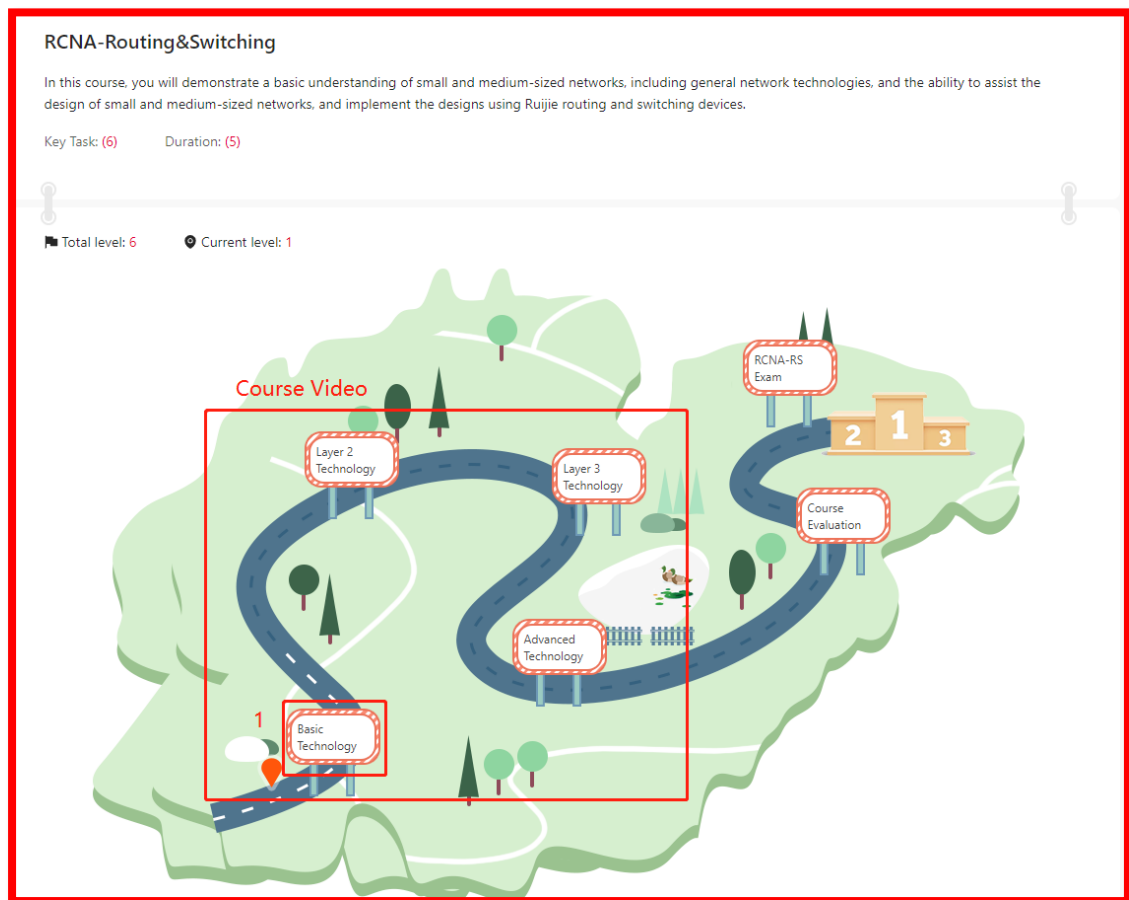 RCNA-Routing&Switching
In this course, you will demonstrate a basic understanding of small and medium-sized networks, including general network technologies, and the ability to assist the
design of small and medium-sized networks, and implement the designs using Ruijie routing and switching devices.
Key Task: (6) Duration: (5)
Total level: 6 Current level: 1
RCNA-RS
Exam
Course Video
2 1 3
Layer 2
Technology
Layer 3
Technology
Course
Evaluation
Advanced
Technology
1
Basic
Technology